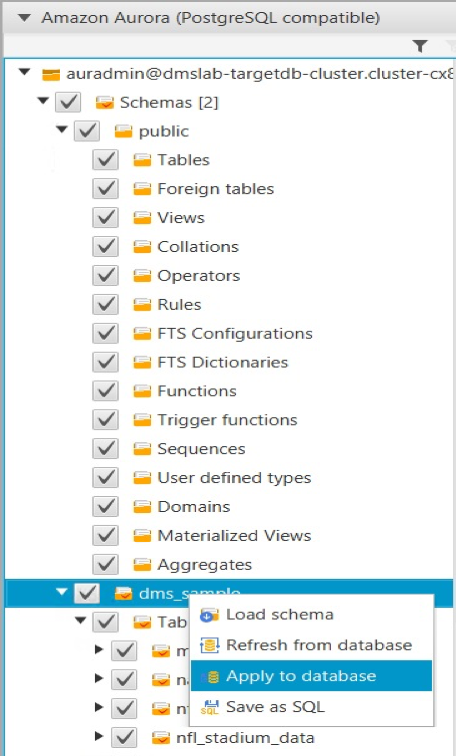 Amazon Aurora (PostgreSQL compatible)
auradmin@dmslab-targetdb-cluster.cluster-cx8
Schemas [2]
public
Tables
Foreign tables
Views
Collations
Operators
Rules
FTS Configurations
FTS Dictionaries
Functions
Trigger functions
Sequences
User defined types
Domains
Materialized Views
Aggregates
dms_sample
Load schema
Tab
Refresh from database
Apply to database
Save as SQL
SQL
nfl_stadium_data